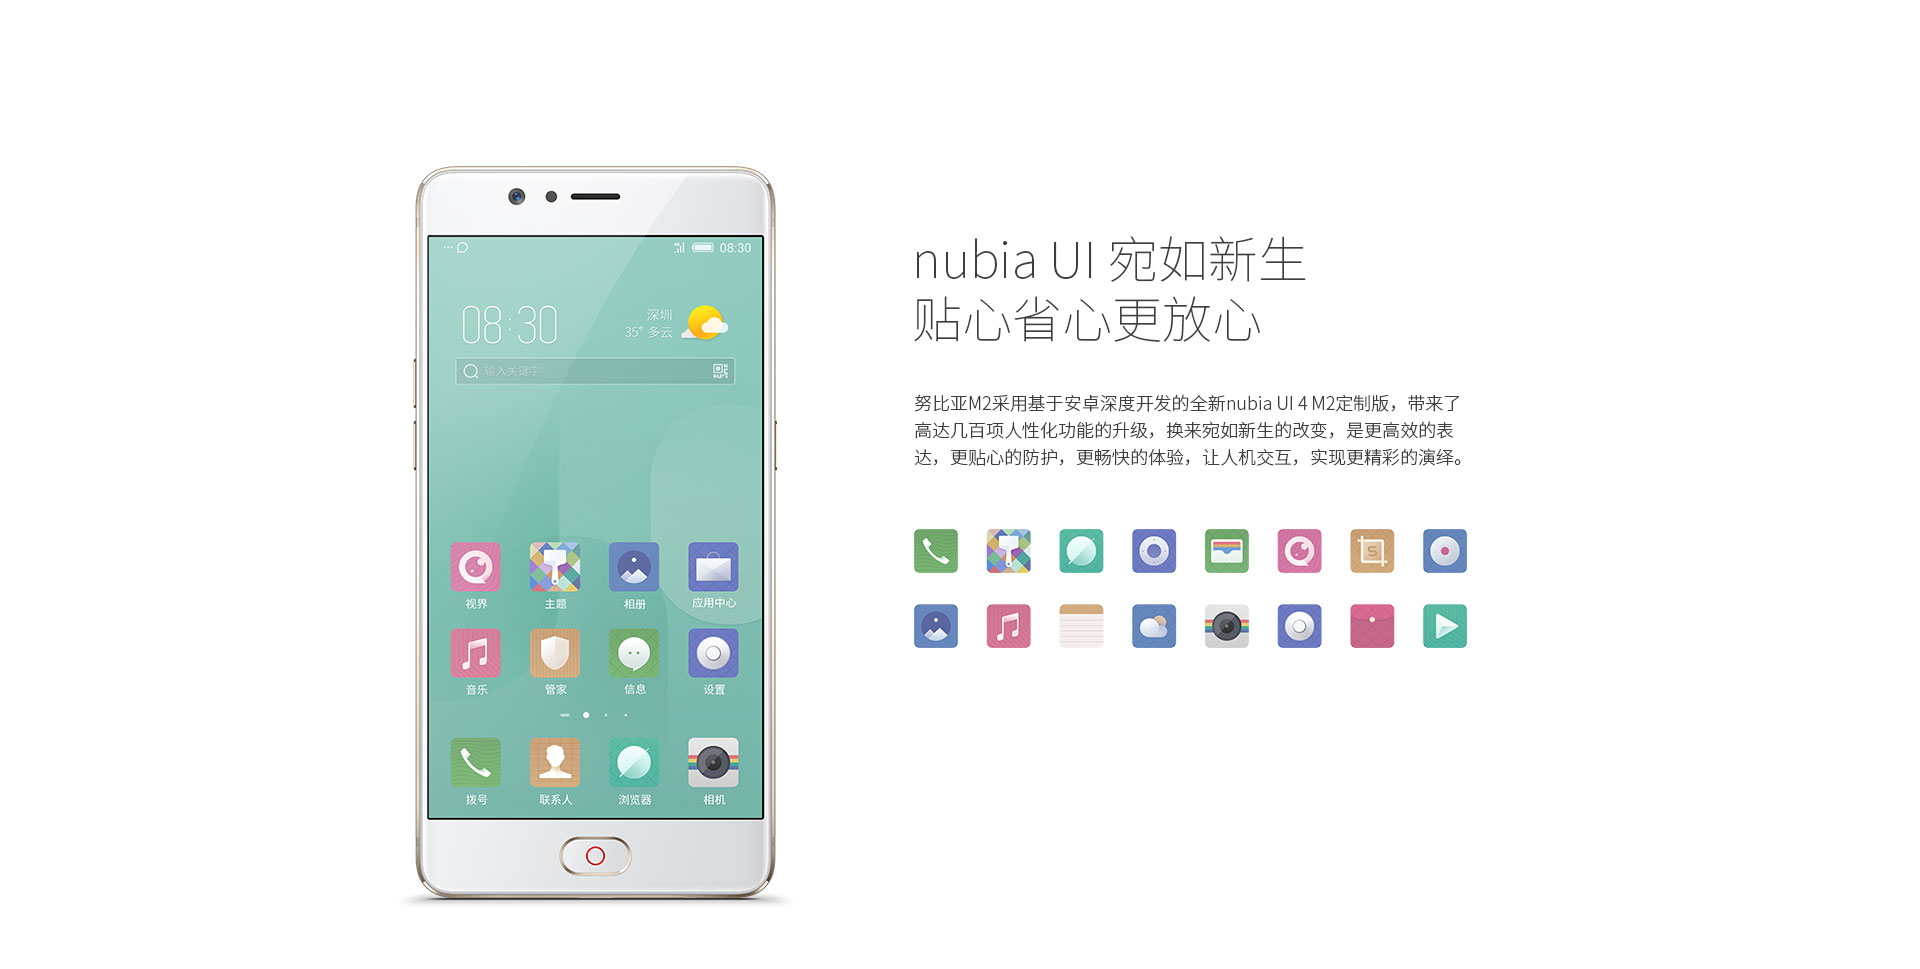 08:30
08:30
深圳
35° 多云
输入关键字
视界 主题 相册 应用中心
音乐 管家 信息 设置
拨号 联系人 浏览器 相机
nubia UI 宛如新生
贴心省心更放心
努比亚M2采用基于安卓深度开发的全新nubia UI 4 M2定制版，带来了
高达几百项人性化功能的升级，换来宛如新生的改变，是更高效的表
达，更贴心的防护，更畅快的体验，让人机交互，实现更精彩的演绎。
S